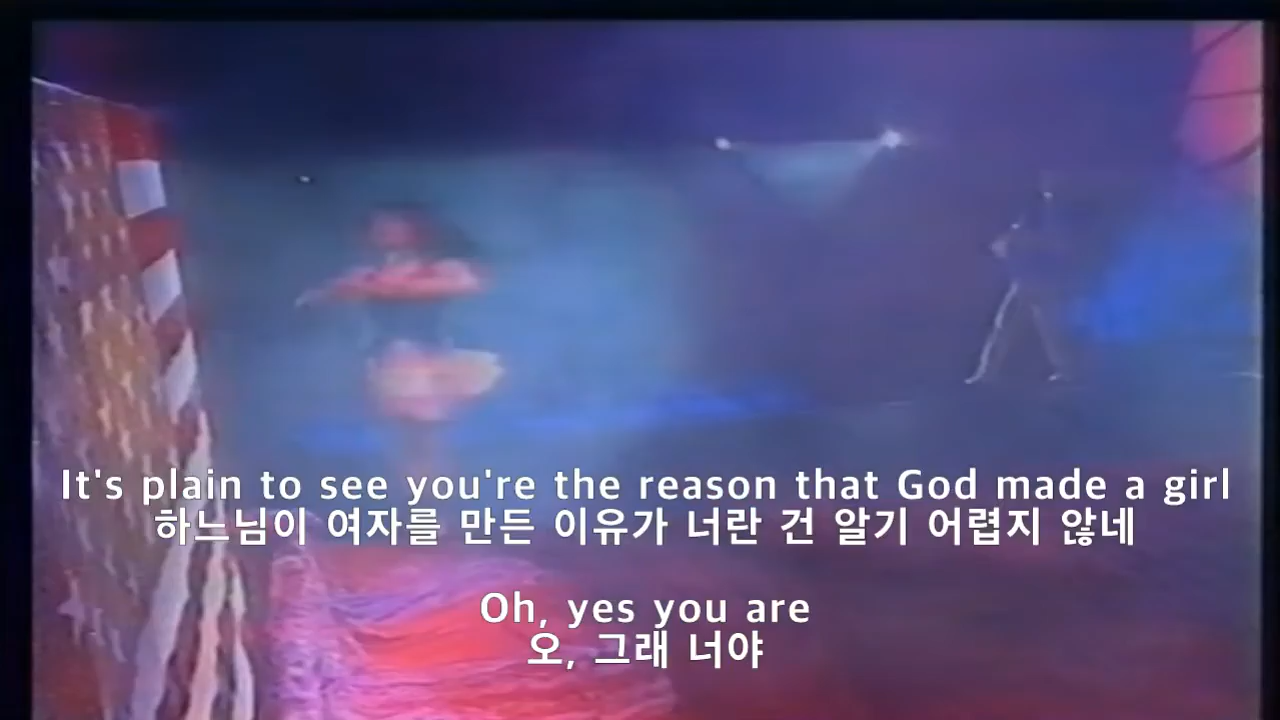 It's plain to see you're the reason that God made a girl
하느님이 여자를 만든 이유가 너란 건 알기 어렵지 않네
Oh, yes you are
오, 그래 너야